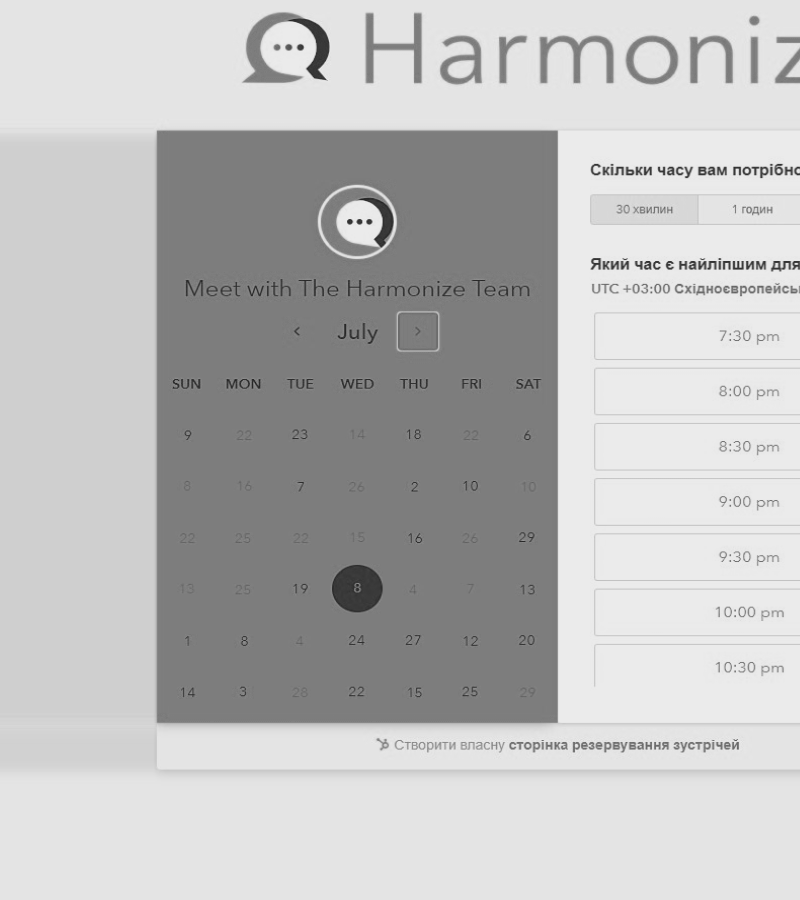 Harmoniz
Meet with The Harmonize Team
July
SUN MON TUE WED THU FRI SAT
9 22 23 14 18 22 6
8 16 7 26 2 10 10
22 25 22 15 16 26 29
13 25 19 8 4 7 13
1 8 4 24 27 12 20
14 3 28 22 15 25 29
Скільки часу вам потрібно
30 хвилин 1 годин
Який час є найліпшим для
UTC +03:00 Східноєвропейсь
7:30 pm
8:00 pm
8:30 pm
9:00 pm
9:30 pm
10:00 pm
10:30 pm
Створити власну сторінка резервування зустрічей